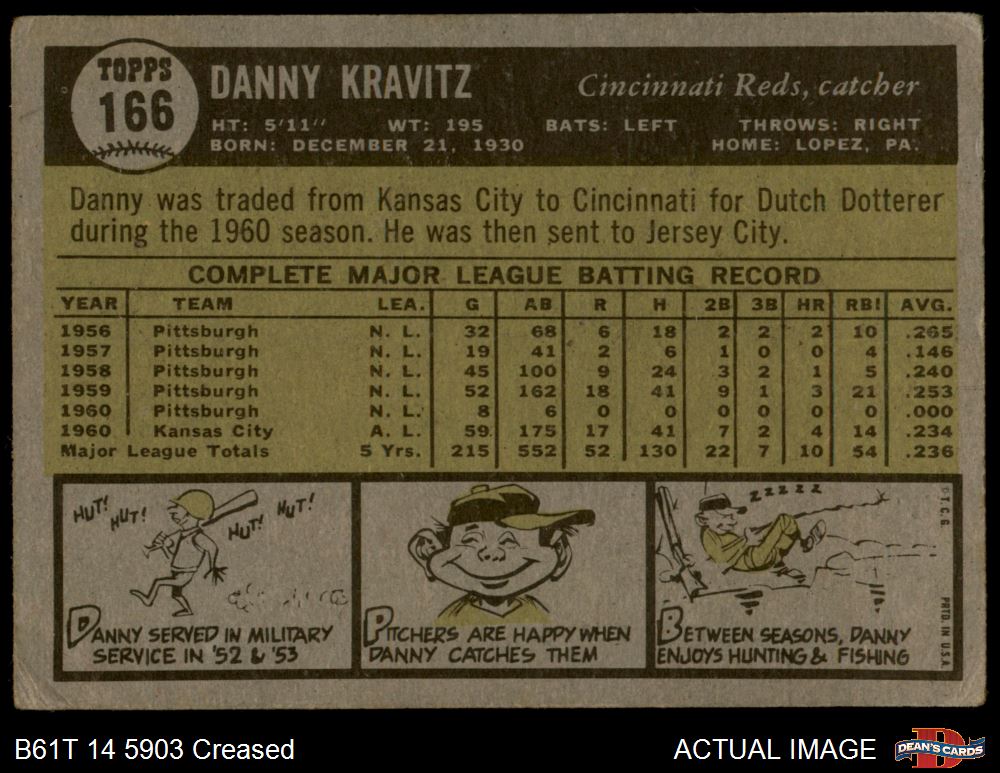 TOPPS
166
DANNY KRAVITZ
Cincinnati Reds, catcher
HT: 5'11" WT: 195 BATS: LEFT THROWS: RIGHT
BORN: DECEMBER 21, 1930 HOME: LOPEZ, PA.
Danny was traded from Kansas City to Cincinnati for Dutch Dotterer
during the 1960 season. He was then sent to Jersey City.
COMPLETE MAJOR LEAGUE BATTING RECORD
YEAR TEAM LEA. G AB R H 2B 3B HR RBI AVG.
1956 Pittsburgh N. L. 32 68 6 18 2 2 2 10 .265
1957 Pittsburgh N. L. 19 41 2 6 1 0 0 4 .146
1958 Pittsburgh N. L. 45 100 9 24 3 2 1 5 .240
1959 Pittsburgh N. L. 52 162 18 41 9 1 3 21 .253
1960 Pittsburgh N. L. 8 6 0 0 0 0 0 0 .000
1960 Kansas City A. L. 59 175 17 41 7 2 4 14 .234
Major League Totals 5 Yrs. 215 552 52 130 22 7 10 54 .236
HUT! HUT! HUT! HUT!
DANNY SERVED IN MILITARY
SERVICE IN '52 & '53
PITCHERS ARE HAPPY WHEN
DANNY CATCHES THEM
Z Z Z Z Z
BETWEEN SEASONS, DANNY
ENJOYS HUNTING & FISHING
© T. C. G.
PRTD. IN U.S.A.
B61T 14 5903 Creased
ACTUAL IMAGE
D
DEAN'S CARDS